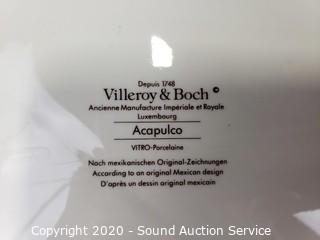 Depuis 1748
Villeroy & Boch ©
Ancienne Manufacture Impériale et Royale
Luxembourg
Acapulco
VITRO-Porcelaine
Nach mexikanischen Original-Zeichnungen
According to an original Mexican design
D'après un dessin original mexicain
Copyright 2020 - Sound Auction Service